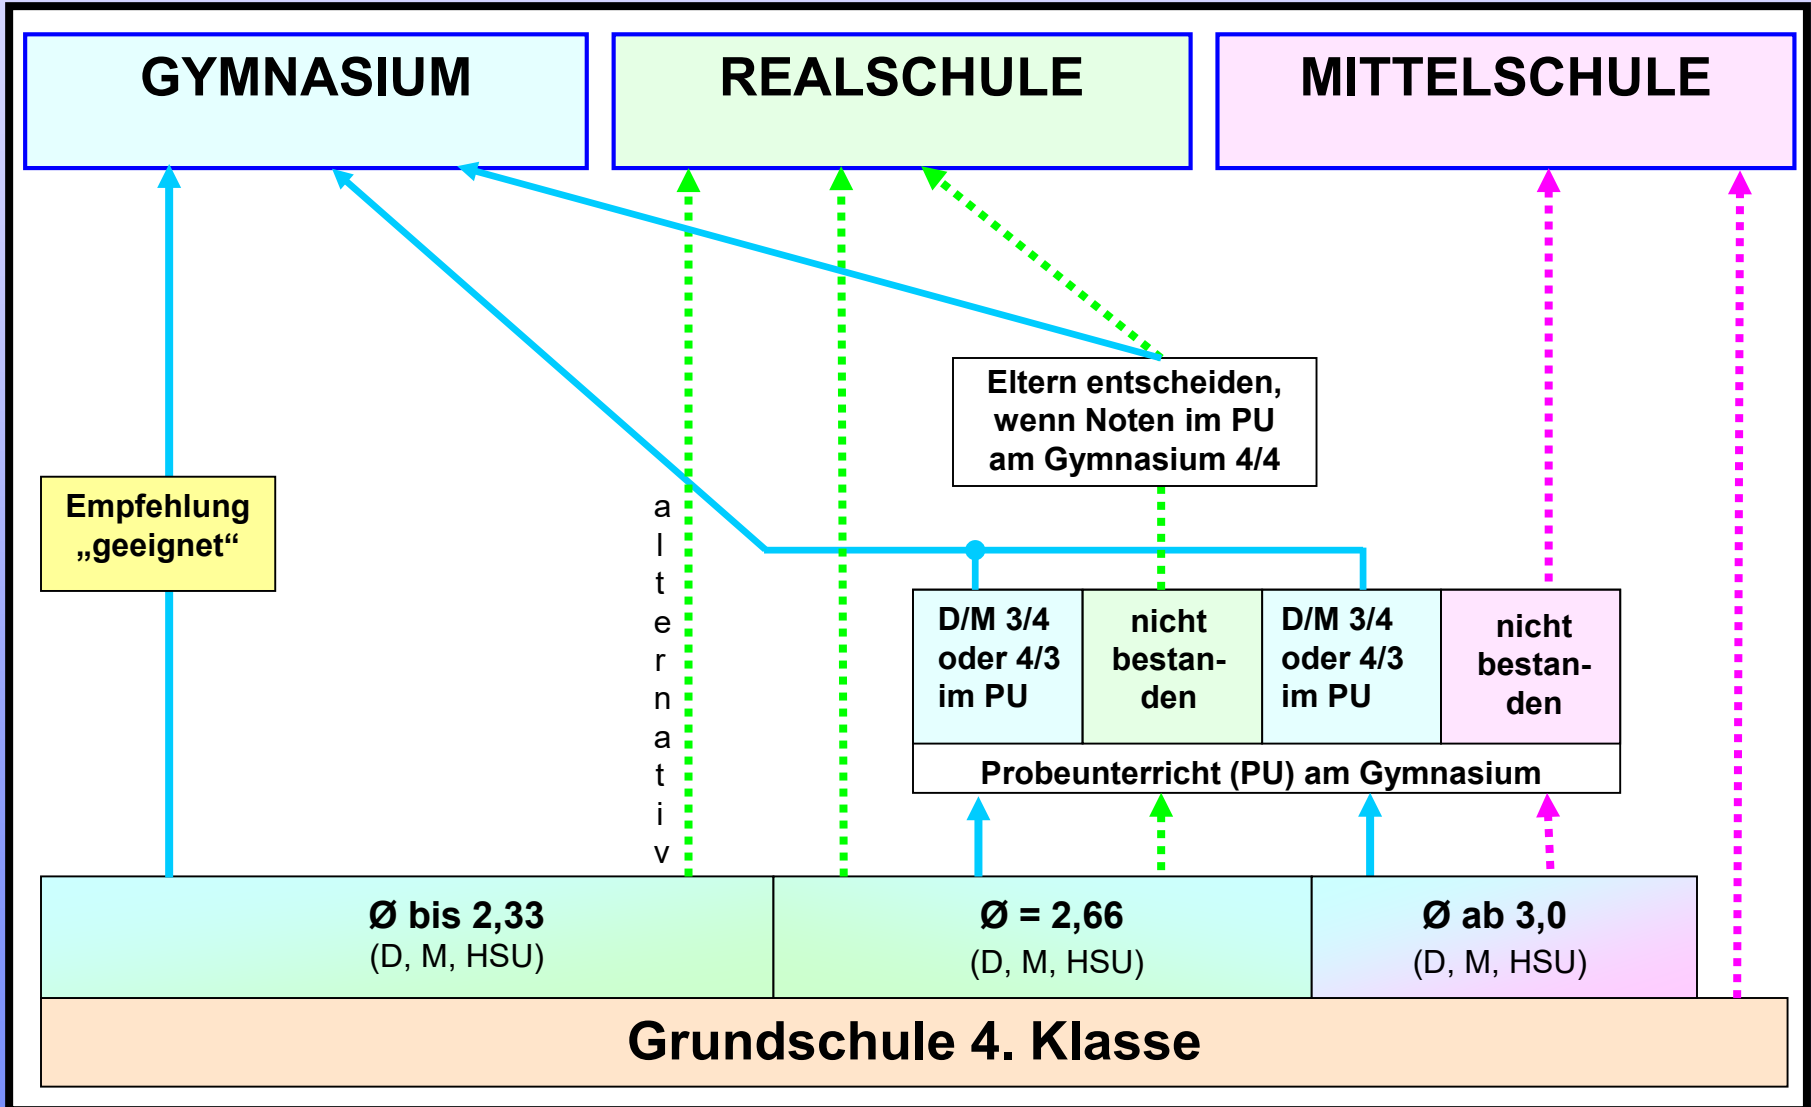 GYMNASIUM
REALSCHULE
MITTELSCHULE
Eltern entscheiden,
wenn Noten im PU
am Gymnasium 4/4
Empfehlung
„geeignet“
a
l
t
e
r
n
a
t
i
v
D/M 3/4
oder 4/3
im PU
nicht
bestan-
den
D/M 3/4
oder 4/3
im PU
nicht
bestan-
den
Probeunterricht (PU) am Gymnasium
Ø bis 2,33
(D, M, HSU)
Ø = 2,66
(D, M, HSU)
Ø ab 3,0
(D, M, HSU)
Grundschule 4. Klasse